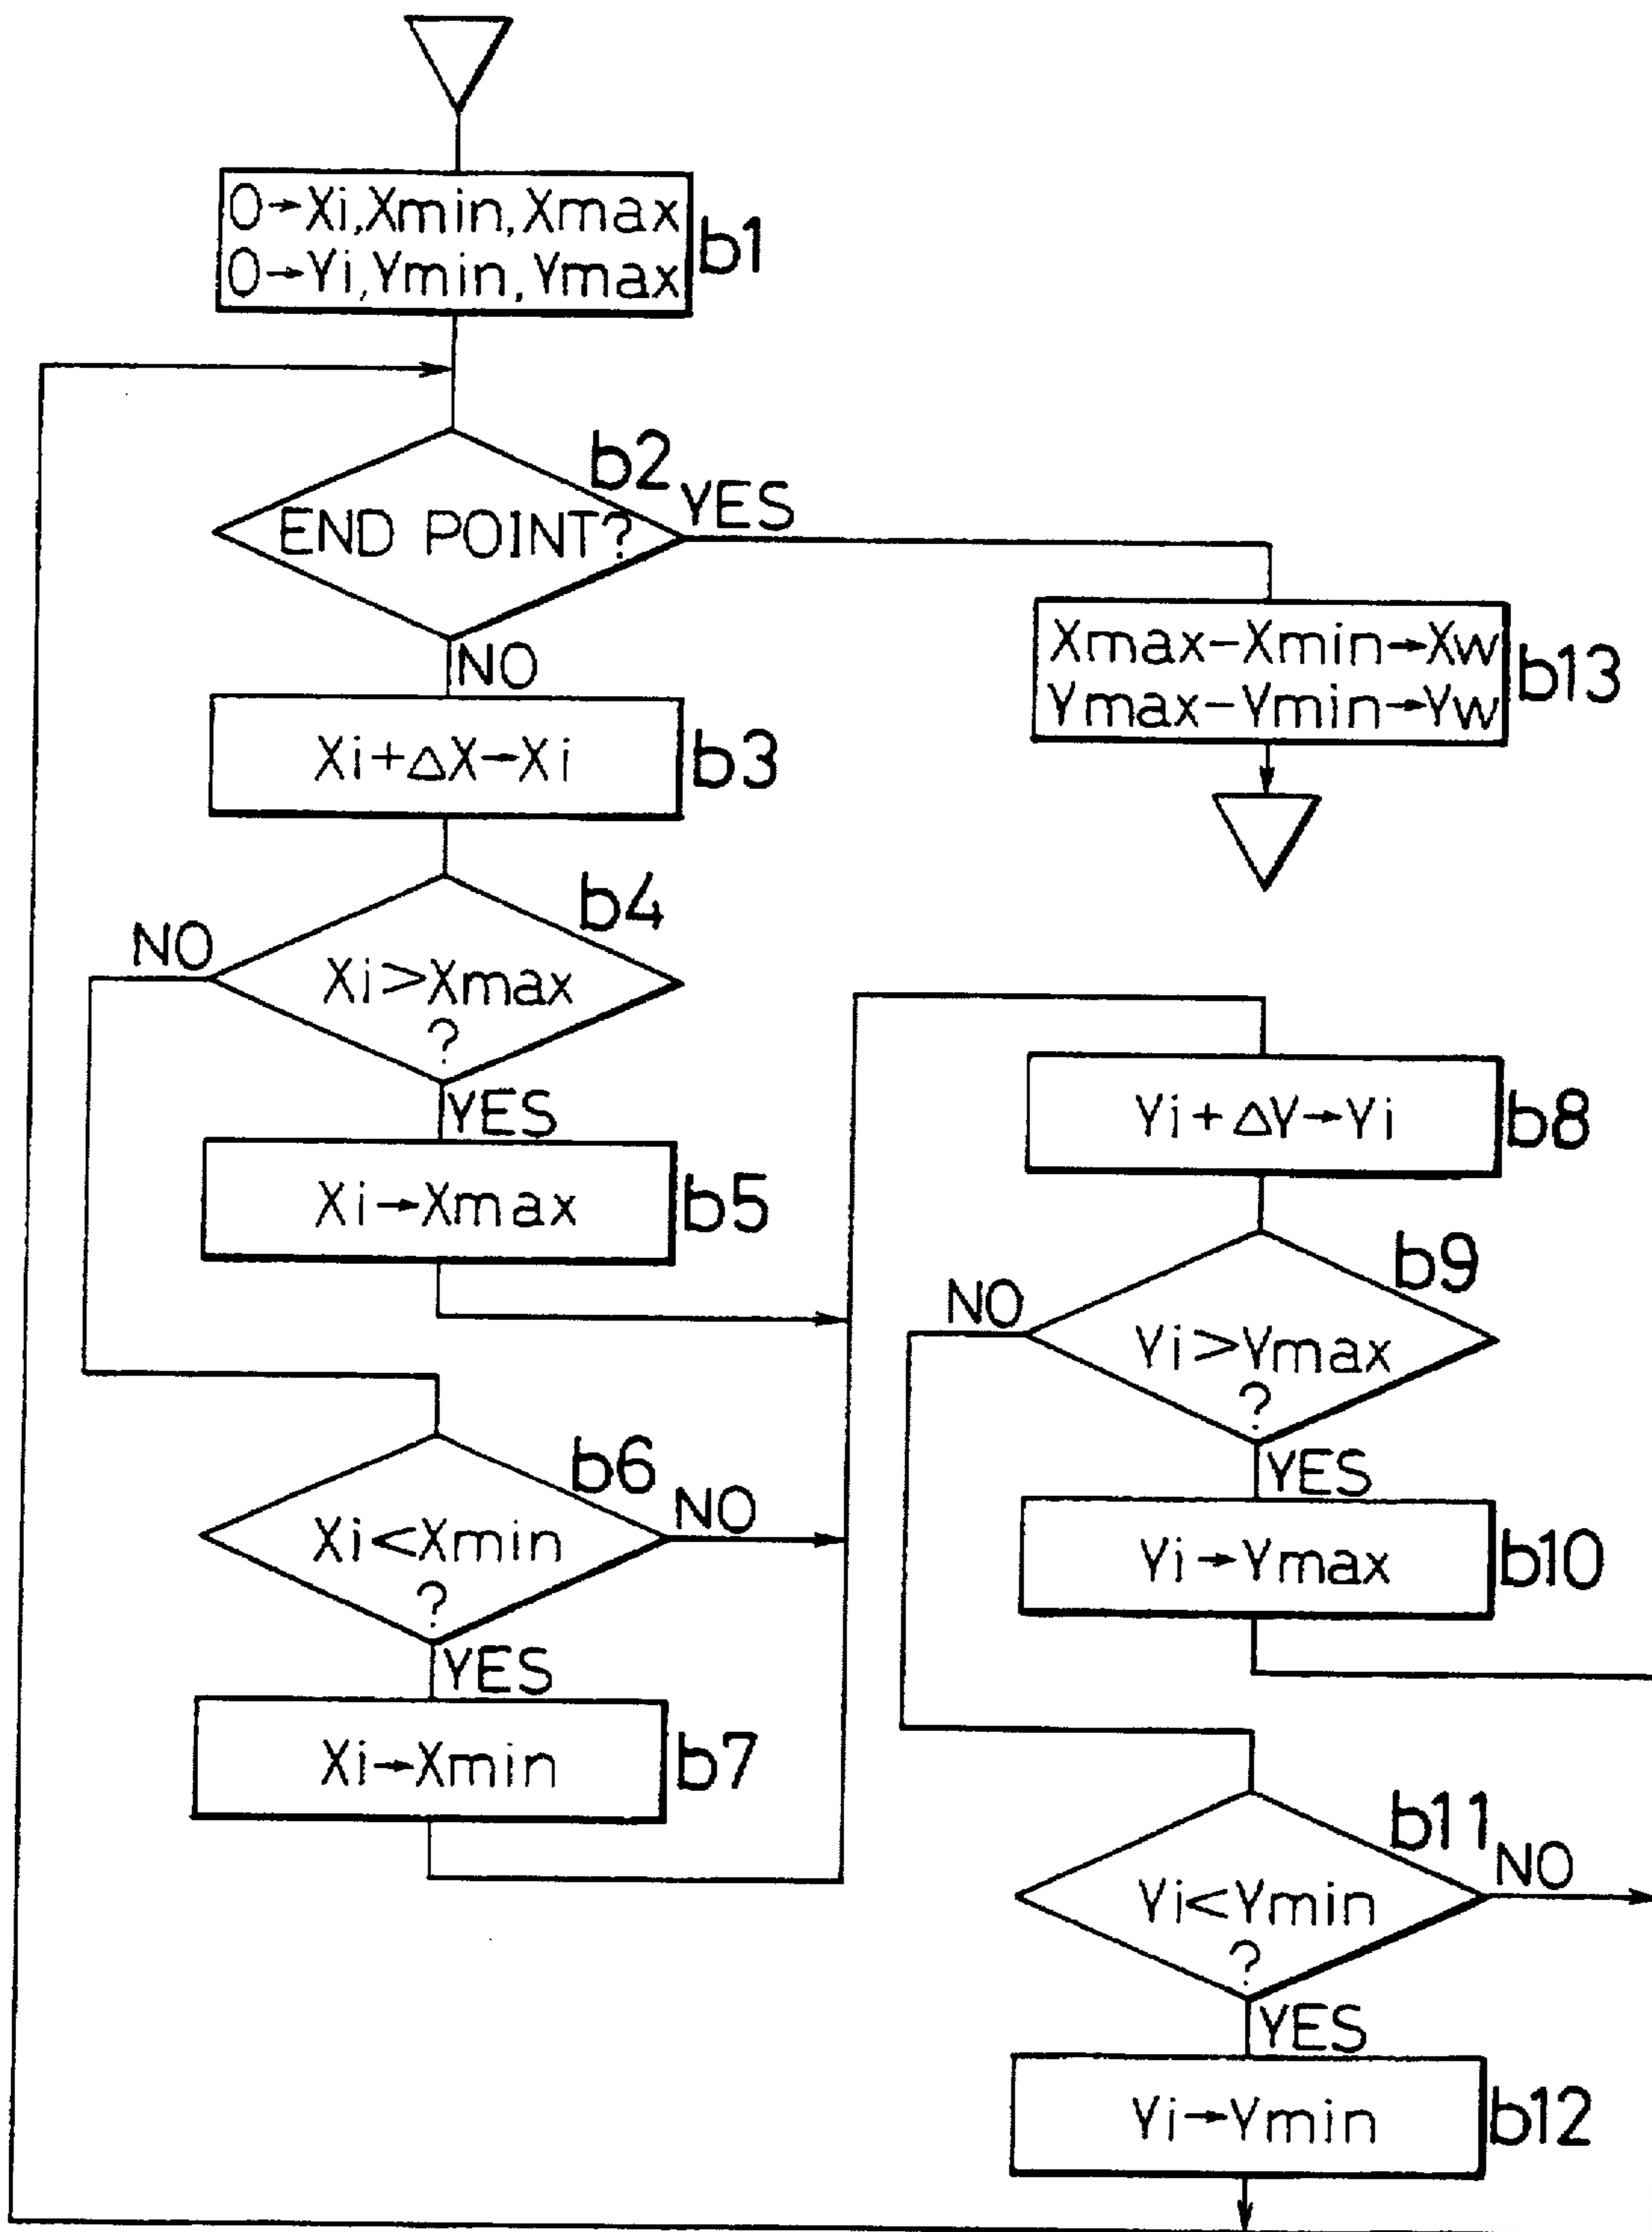 0→Xi,Xmin,Xmax
0→Yi,Ymin,Ymax
b1
b2
END POINT?
YES
NO
Xmax-Xmin→Xw
Ymax-Ymin→Yw
b13
Xi+△X→Xi
b3
b4
NO
Xi>Xmax
?
YES
Xi→Xmax
b5
b6
NO
Xi<Xmin
?
YES
Xi→Xmin
b7
Yi+△Y→Yi
b8
b9
NO
Yi>Ymax
?
YES
Yi→Ymax
b10
b11
NO
Yi<Ymin
?
YES
Yi→Ymin
b12